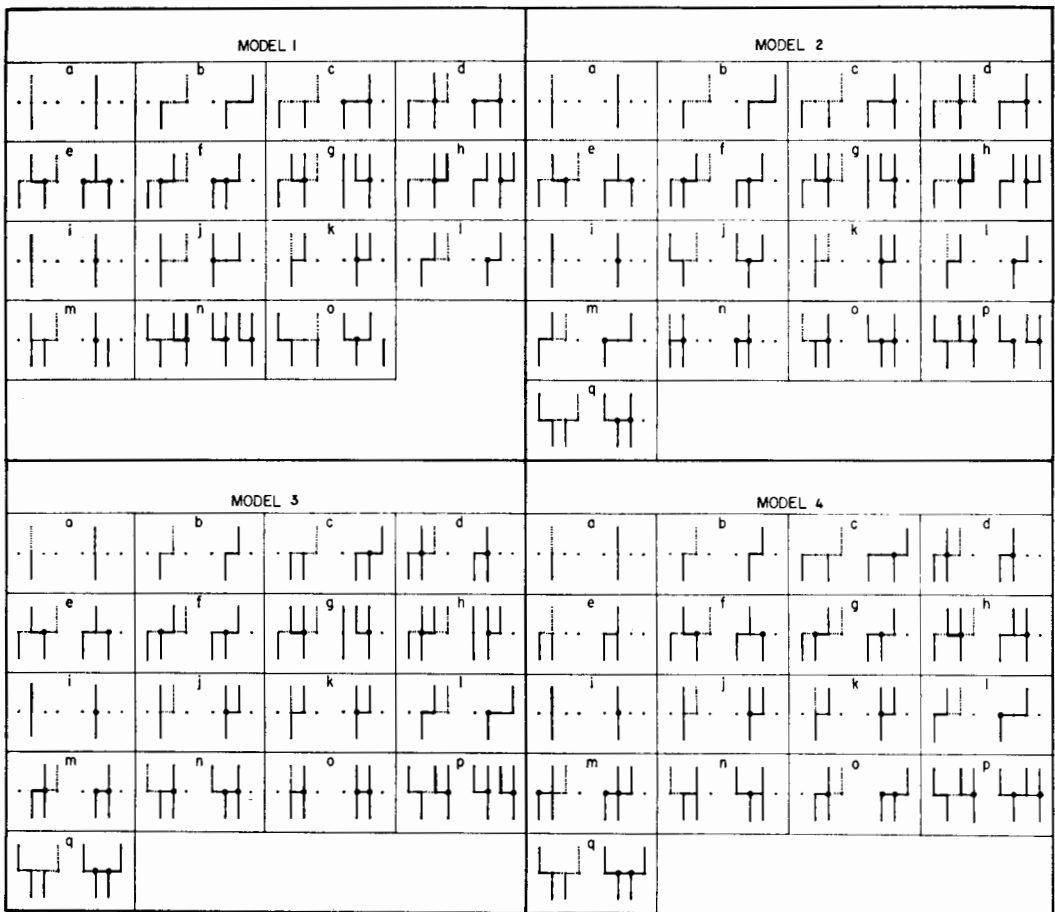 MODEL 1
a b c d
e f g h
i j k l
m n o
MODEL 2
a b c d
e f g h
i j k l
m n o p
q
MODEL 3
a b c d
e f g h
i j k l
m n o p
q
MODEL 4
a b c d
e f g h
i j k l
m n o p
q